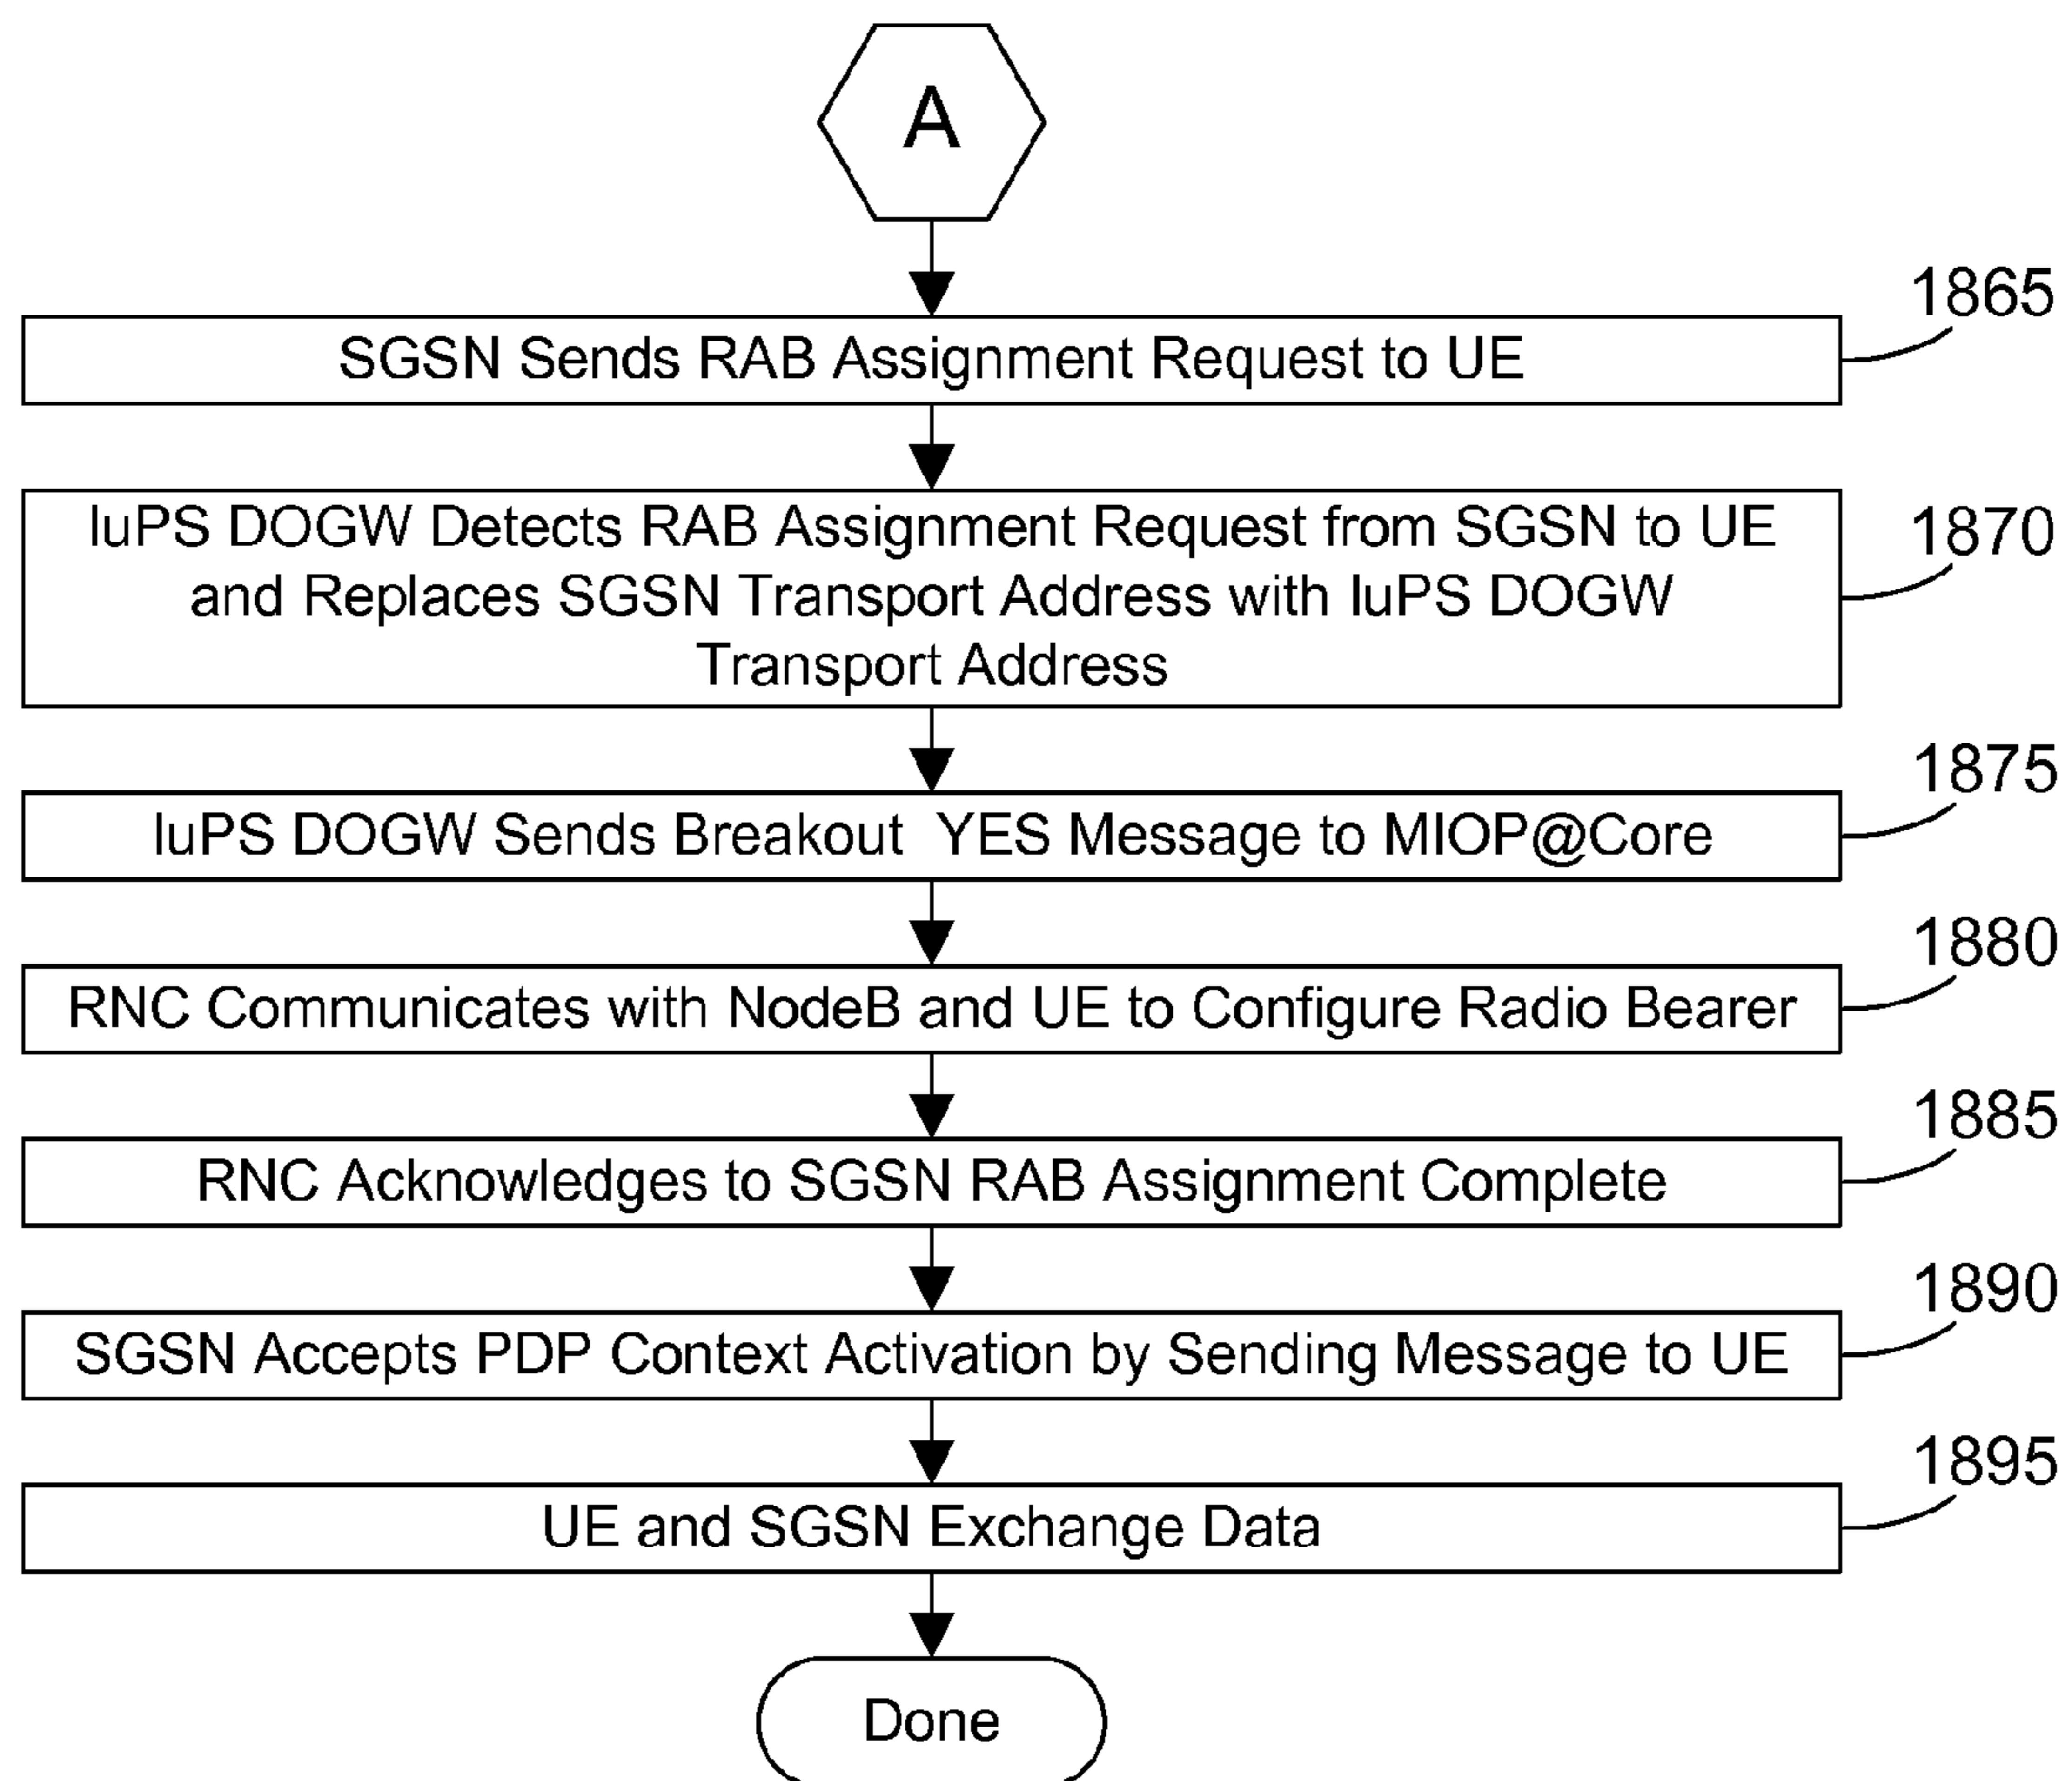 A
1865
SGSN Sends RAB Assignment Request to UE
1870
IuPS DOGW Detects RAB Assignment Request from SGSN to UE
and Replaces SGSN Transport Address with IuPS DOGW
Transport Address
1875
IuPS DOGW Sends Breakout YES Message to MIOP@Core
1880
RNC Communicates with NodeB and UE to Configure Radio Bearer
1885
RNC Acknowledges to SGSN RAB Assignment Complete
1890
SGSN Accepts PDP Context Activation by Sending Message to UE
1895
UE and SGSN Exchange Data
Done